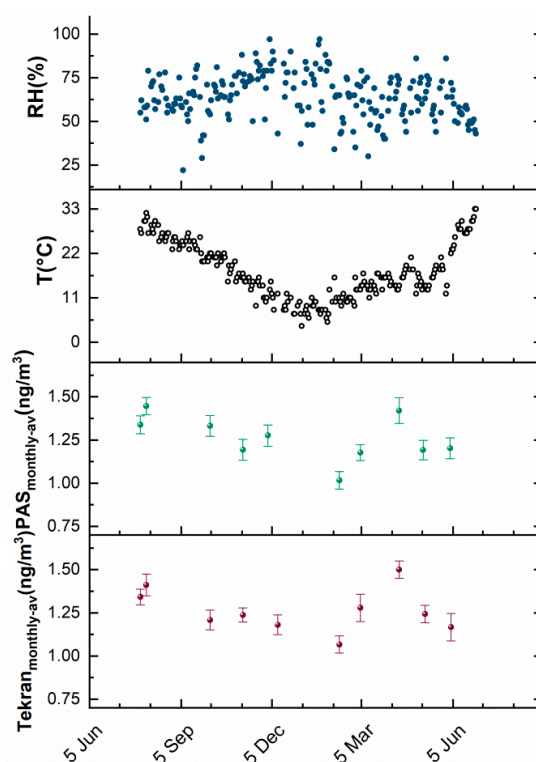 RH(%)
100
75
50
25
T(°C)
33
22
11
0
PAS monthly-av (ng/m³)
1.50
1.25
1.00
0.75
Tekran monthly-av (ng/m³)
1.50
1.25
1.00
0.75
5 Jun
5 Sep
5 Dec
5 Mar
5 Jun